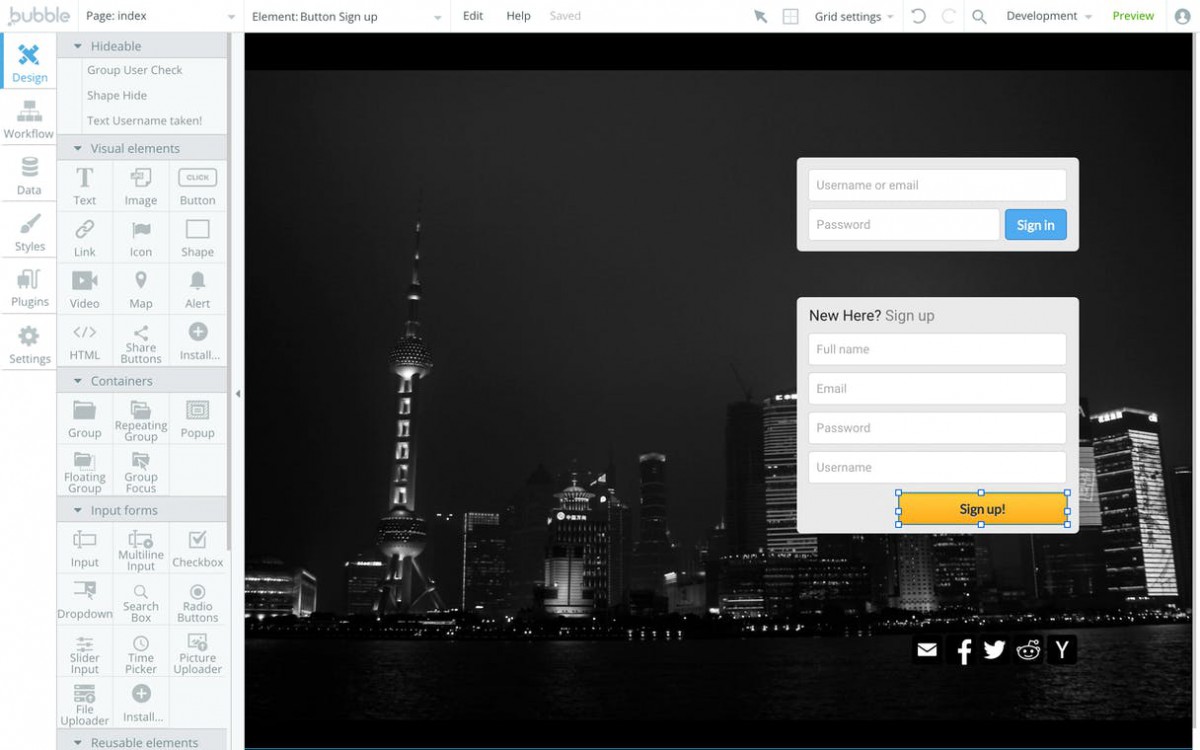 bubble
Page: index
Element: Button Sign up
Edit
Help
Saved
Grid settings
Development
Preview
Design
Workflow
Data
Styles
Plugins
Settings
Hideable
Group User Check
Shape Hide
Text Username taken!
Visual elements
Text
Image
CLICK
Button
Link
Icon
Shape
Video
Map
Alert
</>
HTML
Share
Buttons
Install...
Containers
Group
Repeating
Group
Popup
Floating
Group
Group
Focus
Input forms
Input
Multiline
Input
Checkbox
Dropdown
Search
Box
Radio
Buttons
Slider
Input
Time
Picker
Picture
Uploader
File
Uploader
Install...
Reusable elements
Username or email
Password
Sign in
New Here? Sign up
Full name
Email
Password
Username
Sign up!
f
Y